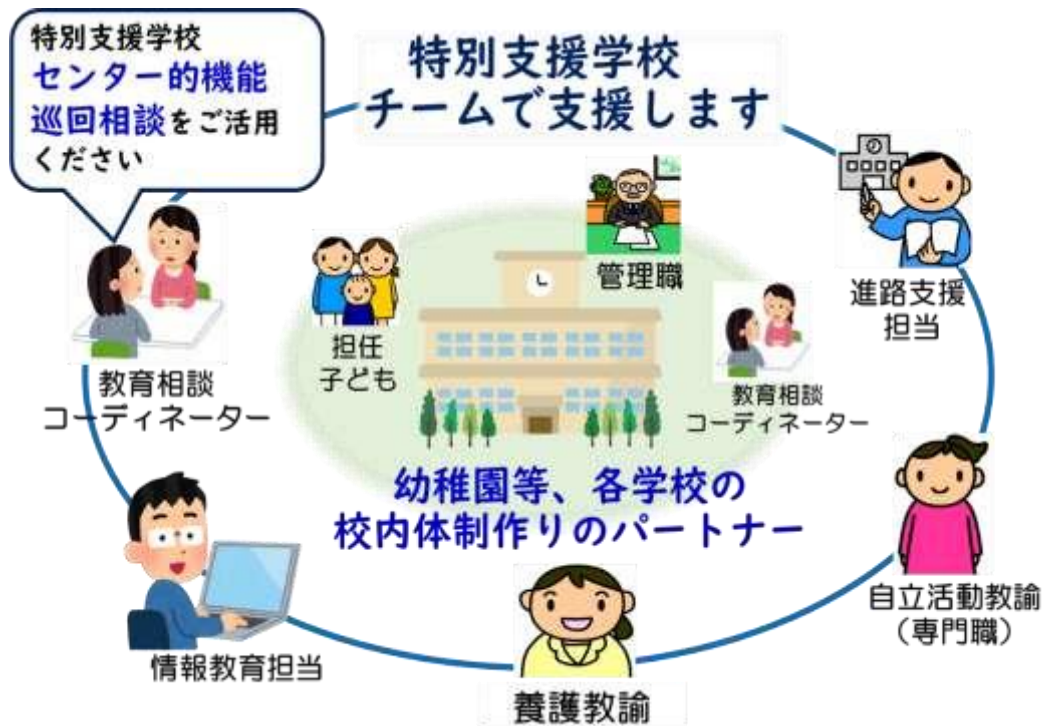 特別支援学校
センター的機能
巡回相談をご活用
ください
特別支援学校
チームで支援します
管理職
進路支援
担当
担任
子ども
教育相談
コーディネーター
教育相談
コーディネーター
幼稚園等、各学校の
校内体制作りのパートナー
自立活動教諭
（専門職）
情報教育担当
養護教諭